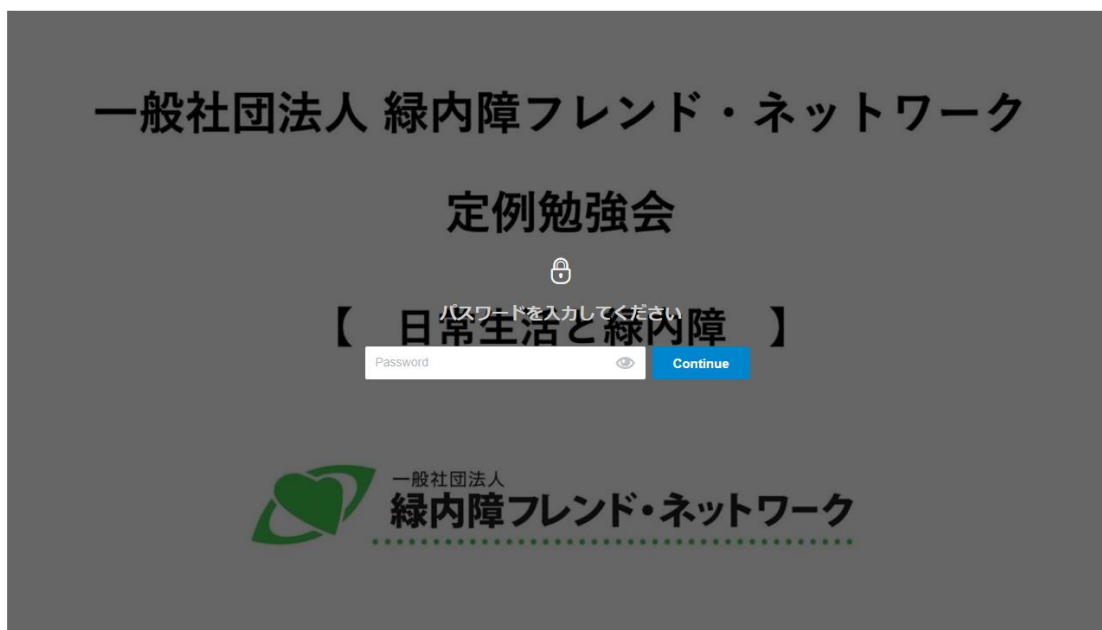 一般社団法人 緑内障フレンド・ネットワーク
定例勉強会
パスワードを入力してください
【 日常生活と緑内障 】
Password
Continue
一般社団法人
緑内障フレンド・ネットワーク